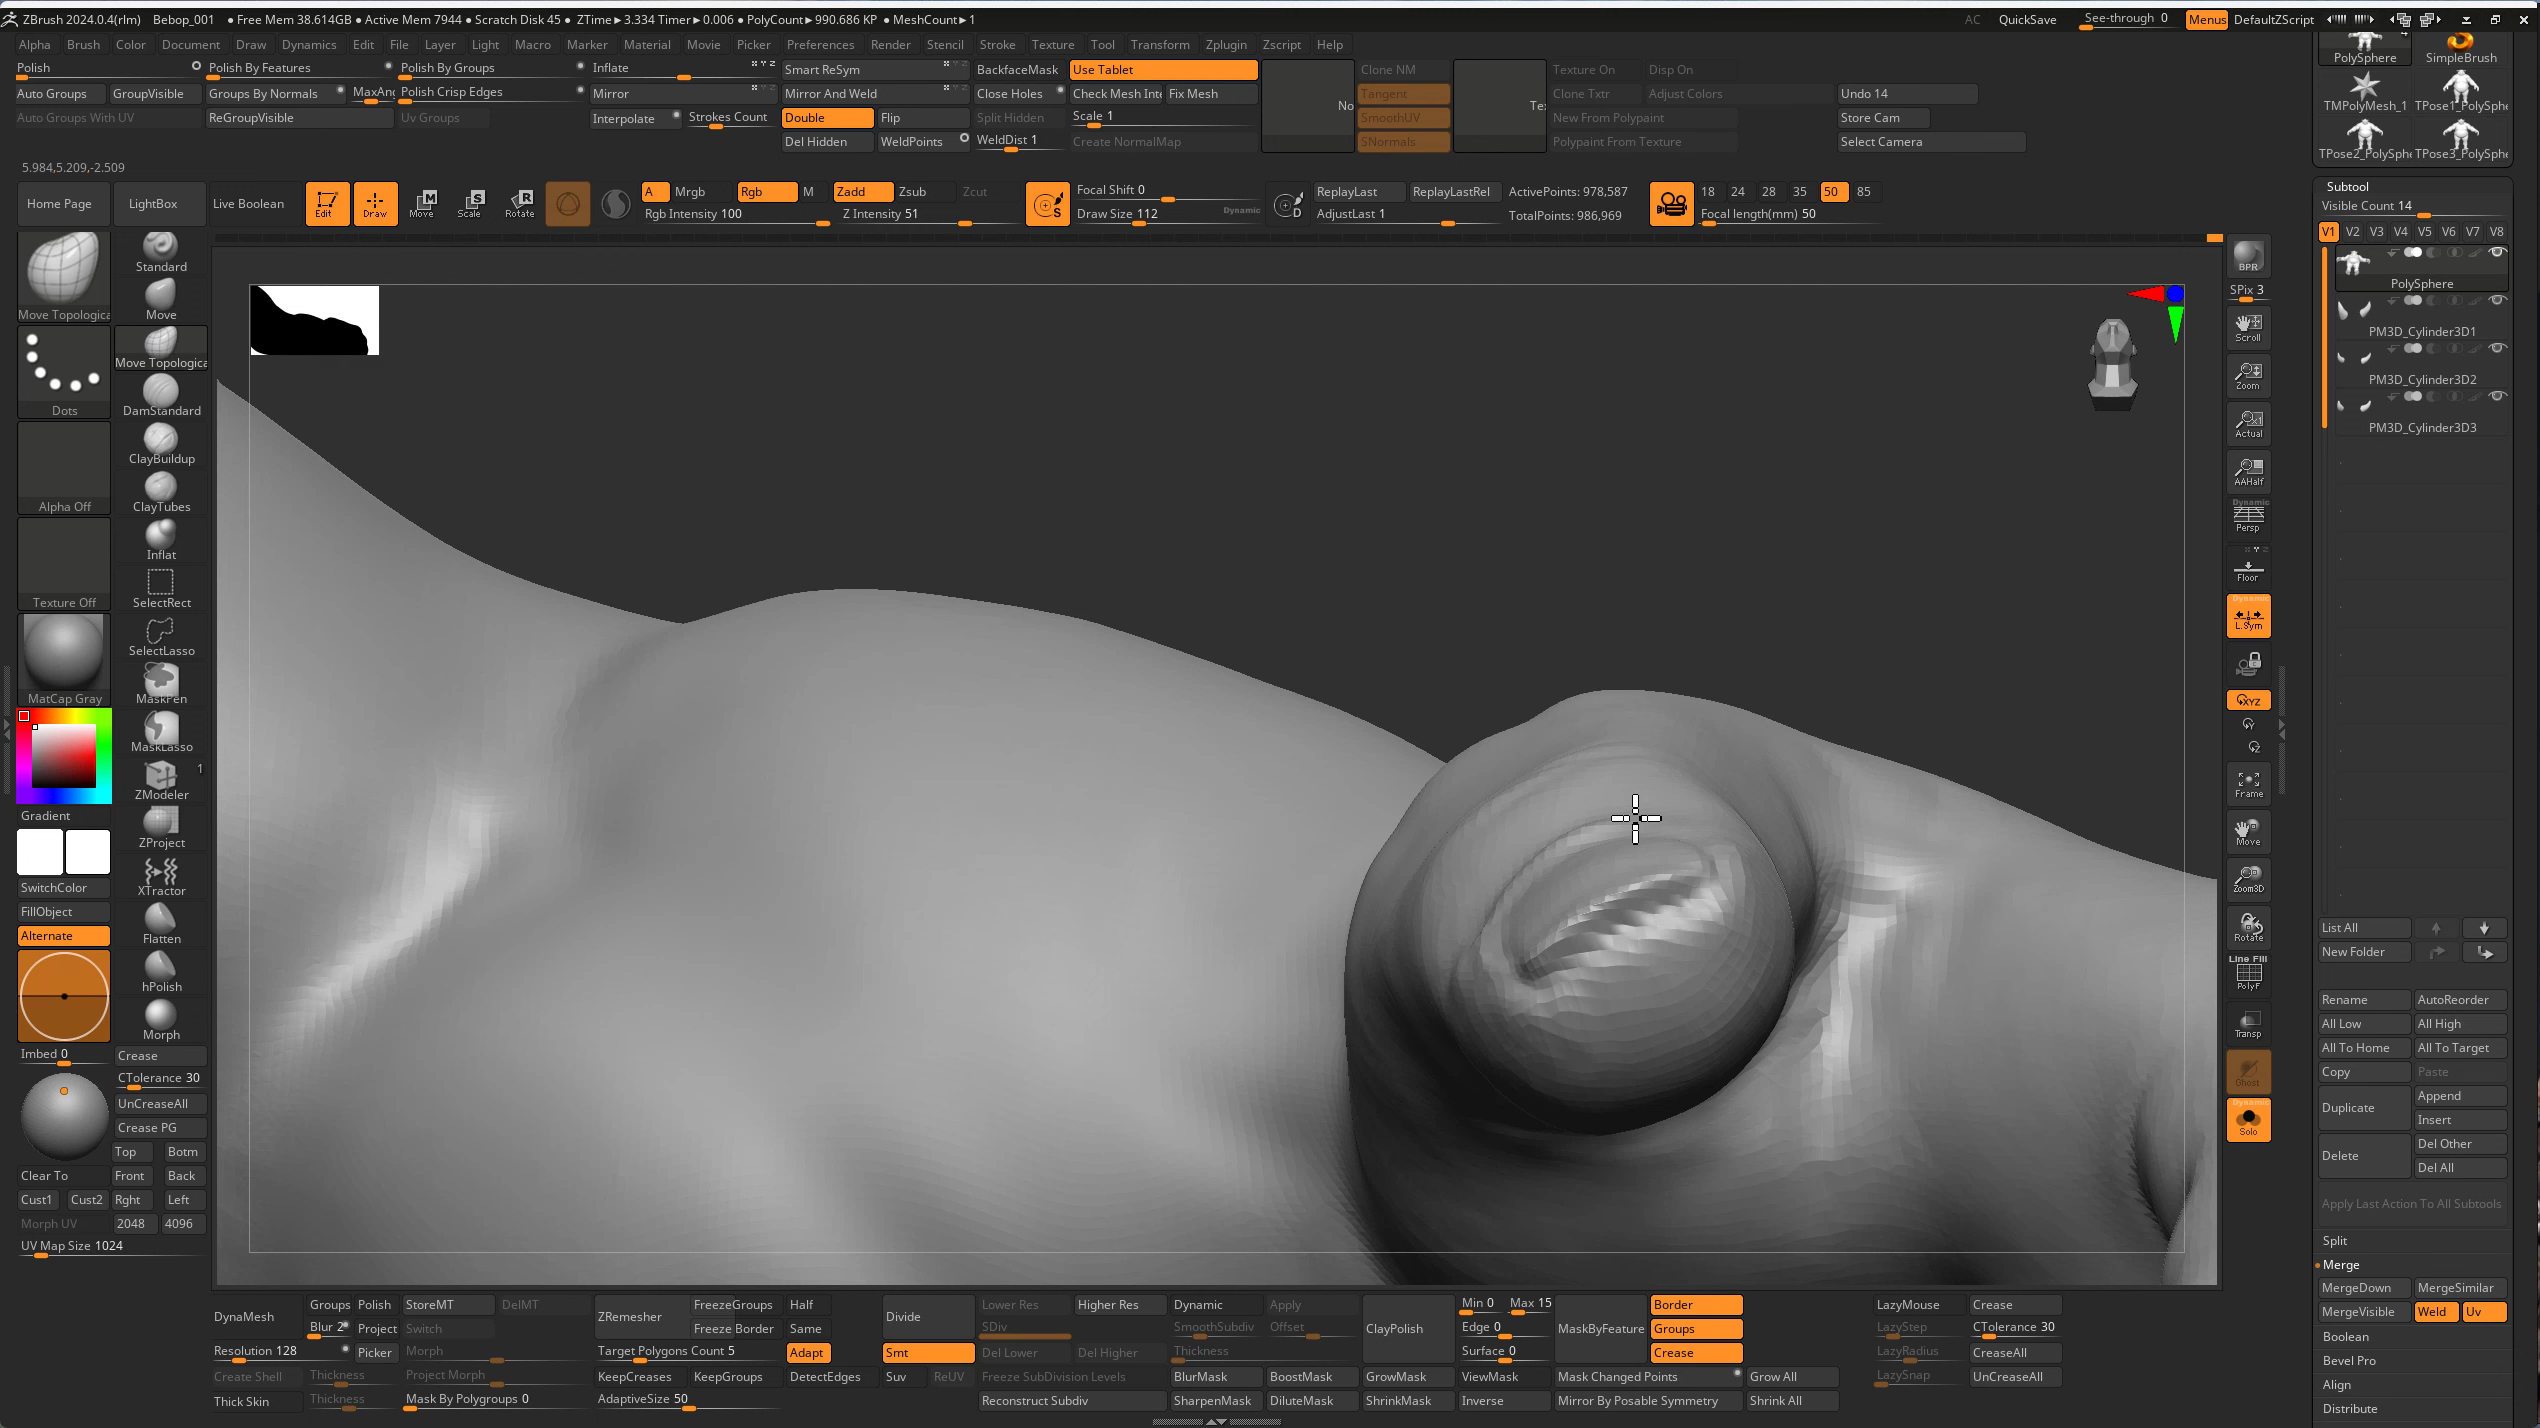 ZBrush 2024.0.4(rlm) Bebop_001 ● Free Mem 38.614GB ● Active Mem 7944 ● Scratch Disk 45 ● ZTime►3.334 Timer►0.006 ● PolyCount►990.686 KP ● MeshCount►1 AC QuickSave See-through 0 Menus DefaultZScript
Alpha Brush Color Document Draw Dynamics Edit File Layer Light Macro Marker Material Movie Picker Preferences Render Stencil Stroke Texture Tool Transform Zplugin Zscript Help
Polish Polish By Features Polish By Groups Inflate Smart ReSym BackfaceMask Use Tablet Clone NM Texture On Disp On
Auto Groups GroupVisible Groups By Normals MaxAn Polish Crisp Edges Mirror Mirror And Weld Close Holes Check Mesh Inte Fix Mesh No Tangent Te: Clone Txtr Adjust Colors Undo 14
Auto Groups With UV ReGroupVisible Uv Groups Interpolate Strokes Count Double Flip Split Hidden Scale 1 SmoothUV New From Polypaint Store Cam
Del Hidden WeldPoints WeldDist 1 Create NormalMap SNormals Polypaint From Texture Select Camera
4 PolySphere SimpleBrush
TMPolyMesh_1 TPose1_PolySphe
TPose2_PolySphe TPose3_PolySphe
5.984,5.209,-2.509
Home Page LightBox Live Boolean Edit Draw Move Scale Rotate A Mrgb Rgb M Zadd Zsub Zcut Focal Shift 0 ReplayLast ReplayLastRel ActivePoints: 978,587 18 24 28 35 50 85
Rgb Intensity 100 Z Intensity 51 S Draw Size 112 Dynamic D AdjustLast 1 TotalPoints: 986,969 Focal length(mm) 50
Subtool
Visible Count 14
V1 V2 V3 V4 V5 V6 V7 V8
PolySphere
PM3D_Cylinder3D1
PM3D_Cylinder3D2
PM3D_Cylinder3D3
Move Topologica
Dots
Alpha Off
Texture Off
MatCap Gray
Gradient
SwitchColor
FillObject
Alternate
Imbed 0
Standard
Move
Move Topologica
DamStandard
ClayBuildup
ClayTubes
Inflat
SelectRect
SelectLasso
MaskPen
MaskLasso
1
ZModeler
ZProject
XTractor
Flatten
hPolish
Morph
Crease
CTolerance 30
UnCreaseAll
Crease PG
Top Botm
Clear To Front Back
Cust1 Cust2 Rght Left
Morph UV 2048 4096
UV Map Size 1024
BPR
SPix 3
Scroll
Zoom
Actual
AAHalf
Dynamic
Persp
Floor
Dynamic
L.Sym
XYZ
Y
Z
Frame
Move
Zoom3D
Rotate
Line Fill
PolyF
Transp
Ghost
Dynamic
Solo
List All
New Folder
Rename AutoReorder
All Low All High
All To Home All To Target
Copy Paste
Duplicate Append
Insert
Delete Del Other
Del All
Apply Last Action To All Subtools
Split
Merge
MergeDown MergeSimilar
MergeVisible Weld Uv
Boolean
Bevel Pro
Align
Distribute
DynaMesh Groups Polish StoreMT DelMT ZRemesher FreezeGroups Half Divide Lower Res Higher Res Dynamic Apply ClayPolish Min 0 Max 15 MaskByFeature Border LazyMouse Crease
Blur 2 Project Switch Freeze Border Same SDiv SmoothSubdiv Offset Edge 0 Groups LazyStep CTolerance 30
Resolution 128 Picker Morph Target Polygons Count 5 Adapt Smt Del Lower Del Higher Thickness Surface 0 Crease LazyRadius CreaseAll
Create Shell Thickness Project Morph KeepCreases KeepGroups DetectEdges Suv ReUV Freeze SubDivision Levels BlurMask BoostMask GrowMask ViewMask Mask Changed Points Grow All LazySnap UnCreaseAll
Thick Skin Thickness Mask By Polygroups 0 AdaptiveSize 50 Reconstruct Subdiv SharpenMask DiluteMask ShrinkMask Inverse Mirror By Posable Symmetry Shrink All